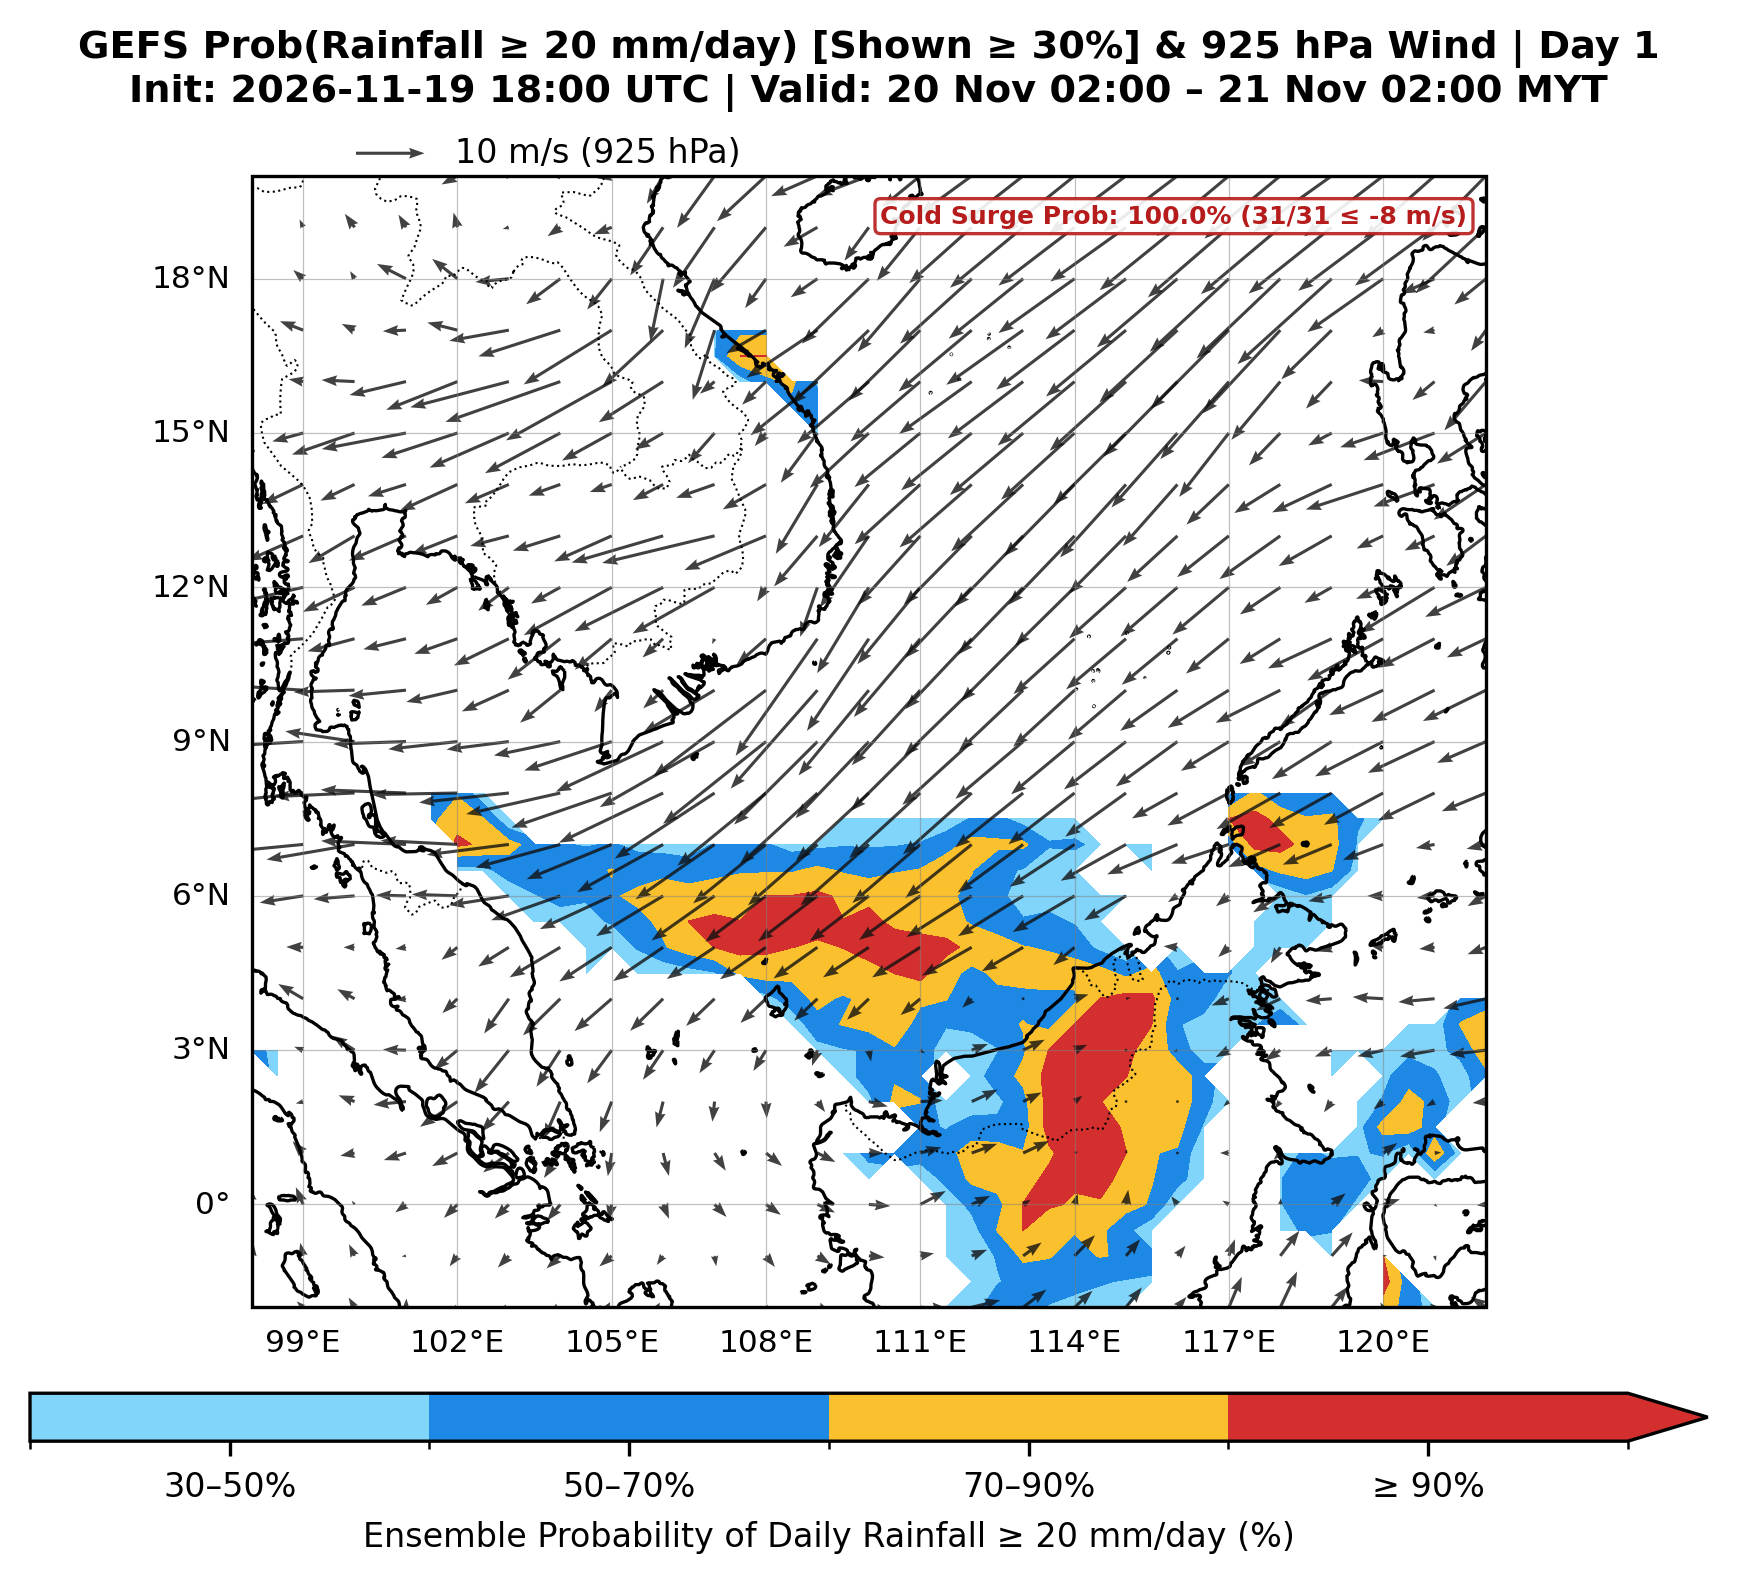 GEFS Prob(Rainfall ≥ 20 mm/day) [Shown ≥ 30%] & 925 hPa Wind | Day 1
Init: 2026-11-19 18:00 UTC | Valid: 20 Nov 02:00 – 21 Nov 02:00 MYT
10 m/s (925 hPa)
Cold Surge Prob: 100.0% (31/31 ≤ -8 m/s)
18°N
15°N
12°N
9°N
6°N
3°N
0°
99°E 102°E 105°E 108°E 111°E 114°E 117°E 120°E
30–50% 50–70% 70–90% ≥ 90%
Ensemble Probability of Daily Rainfall ≥ 20 mm/day (%)